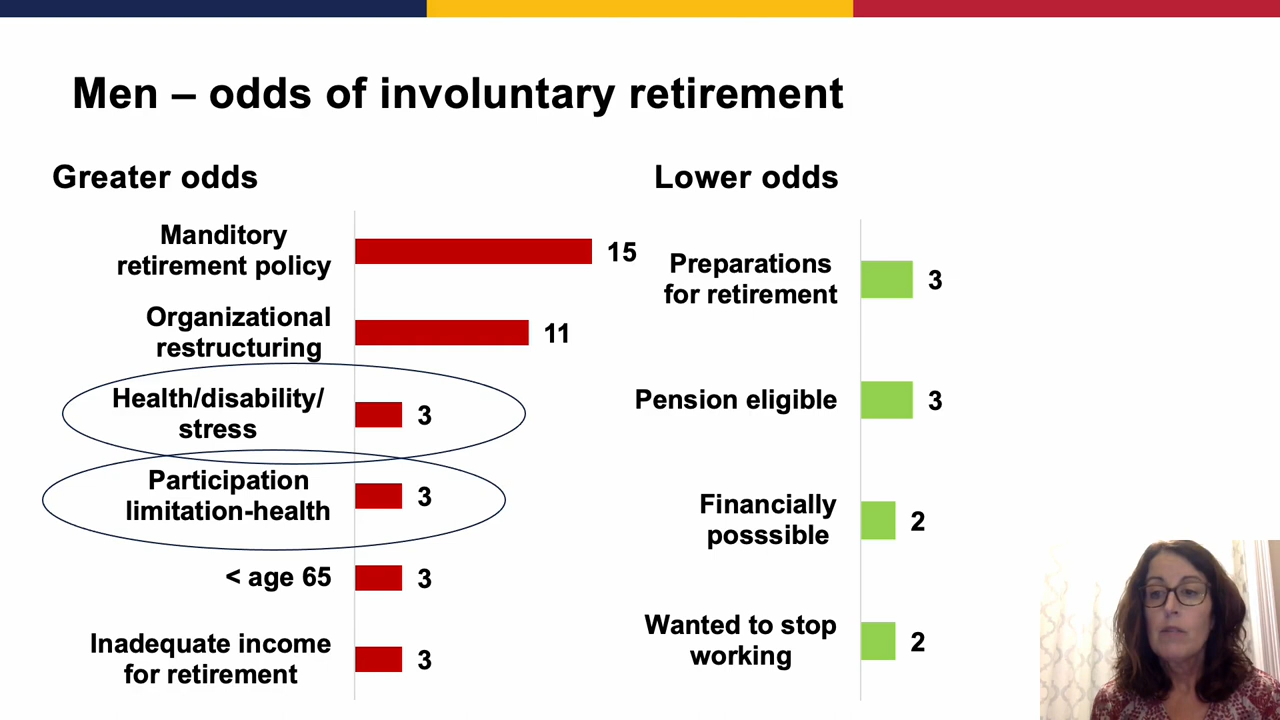 Men – odds of involuntary retirement
Greater odds
Manditory
retirement policy
15
Organizational
restructuring
11
Health/disability/
stress
3
Participation
limitation-health
3
< age 65
3
Inadequate income
for retirement
3
Lower odds
Preparations
for retirement
3
Pension eligible
3
Financially
posssible
2
Wanted to stop
working
2